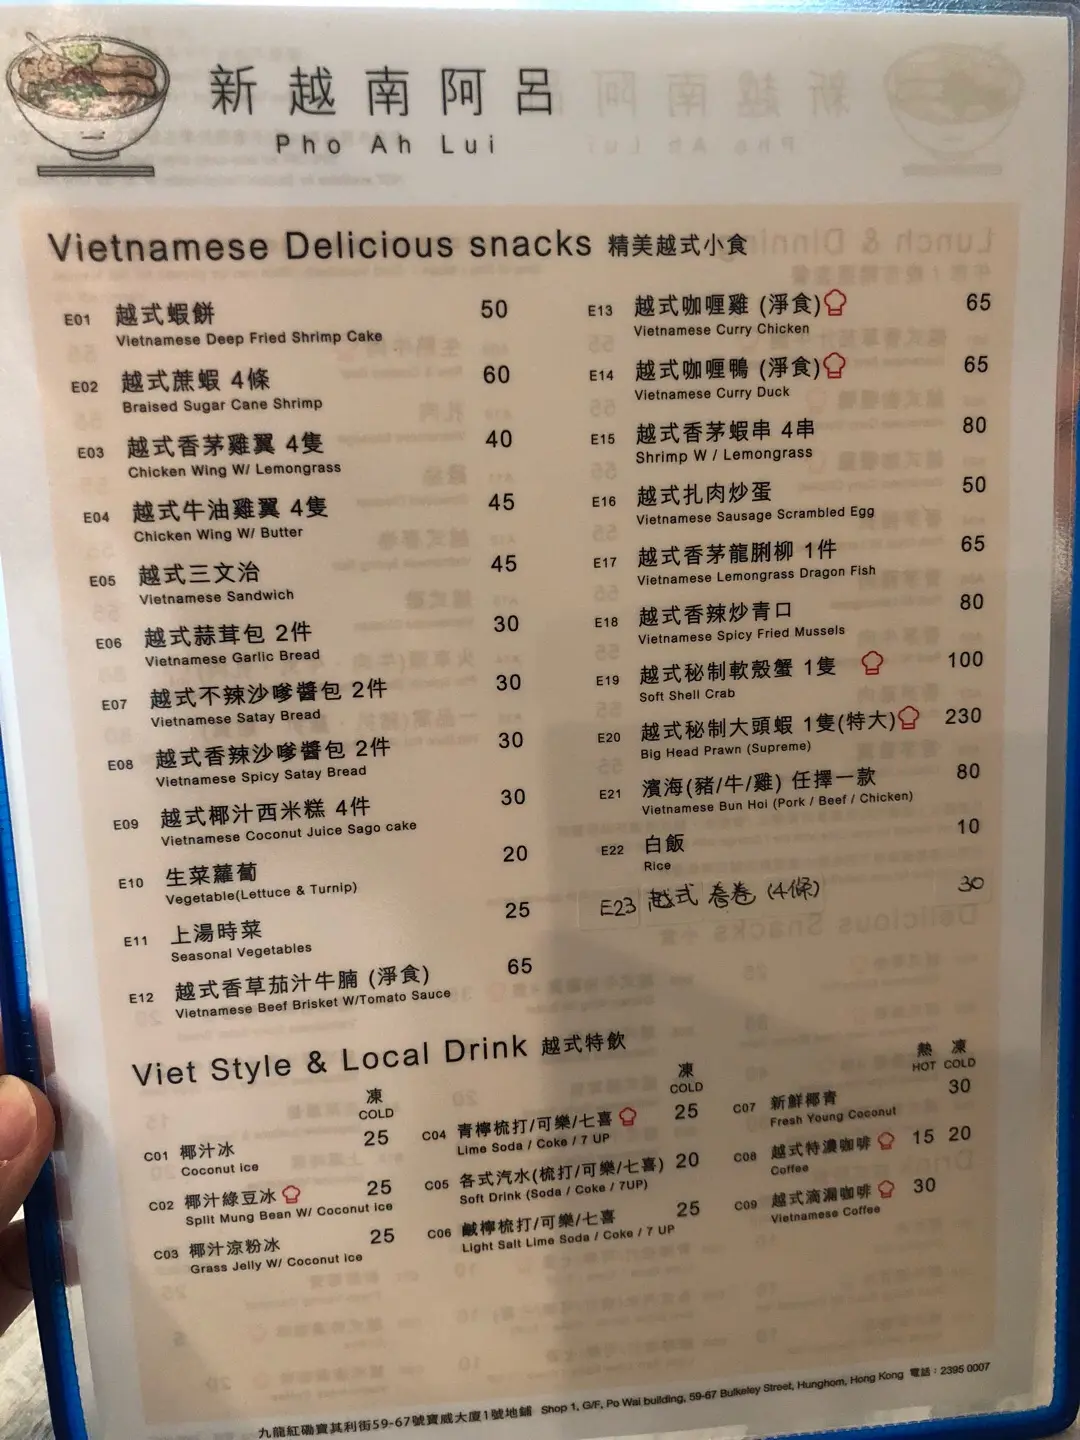 新越南阿呂
Pho Ah Lui
Vietnamese Delicious snacks 精美越式小食
E01 越式蝦餅 50
Vietnamese Deep Fried Shrimp Cake
E02 越式蔗蝦 4條 60
Braised Sugar Cane Shrimp
E03 越式香茅雞翼 4隻 40
Chicken Wing W/ Lemongrass
E04 越式牛油雞翼 4隻 45
Chicken Wing W/ Butter
E05 越式三文治 45
Vietnamese Sandwich
E06 越式蒜茸包 2件 30
Vietnamese Garlic Bread
E07 越式不辣沙嗲醬包 2件 30
Vietnamese Satay Bread
E08 越式香辣沙嗲醬包 2件 30
Vietnamese Spicy Satay Bread
E09 越式椰汁西米糕 4件 30
Vietnamese Coconut Juice Sago cake
E10 生菜蘿蔔 20
Vegetable(Lettuce & Turnip)
E11 上湯時菜 25
Seasonal Vegetables
E12 越式香草茄汁牛腩 (淨食) 65
Vietnamese Beef Brisket W/Tomato Sauce
E13 越式咖喱雞 (淨食) 65
Vietnamese Curry Chicken
E14 越式咖喱鴨 (淨食) 65
Vietnamese Curry Duck
E15 越式香茅蝦串 4串 80
Shrimp W / Lemongrass
E16 越式扎肉炒蛋 50
Vietnamese Sausage Scrambled Egg
E17 越式香茅龍脷柳 1件 65
Vietnamese Lemongrass Dragon Fish
E18 越式香辣炒青口 80
Vietnamese Spicy Fried Mussels
E19 越式秘制軟殼蟹 1隻 100
Soft Shell Crab
E20 越式秘制大頭蝦 1隻(特大) 230
Big Head Prawn (Supreme)
E21 濱海(豬/牛/雞) 任擇一款 80
Vietnamese Bun Hoi (Pork / Beef / Chicken)
E22 白飯 10
Rice
E23 越式春卷 (4條) 30
Viet Style & Local Drink 越式特飲
凍
COLD
C01 椰汁冰 25
Coconut ice
C02 椰汁綠豆冰 25
Split Mung Bean W/ Coconut ice
C03 椰汁涼粉冰 25
Grass Jelly W/ Coconut ice
凍
COLD
C04 青檸梳打/可樂/七喜 25
Lime Soda / Coke / 7 UP
C05 各式汽水(梳打/可樂/七喜) 20
Soft Drink (Soda / Coke / 7UP)
C06 鹹檸梳打/可樂/七喜 25
Light Salt Lime Soda / Coke / 7 UP
熱 凍
HOT COLD
C07 新鮮椰青 30
Fresh Young Coconut
C08 越式特濃咖啡 15 20
Coffee
C09 越式滴漏咖啡 30
Vietnamese Coffee
九龍紅磡寶其利街59-67號寶威大廈1號地鋪 Shop 1, G/F, Po Wai building, 59-67 Bulkeley Street, Hunghom, Hong Kong 電話：2395 0007